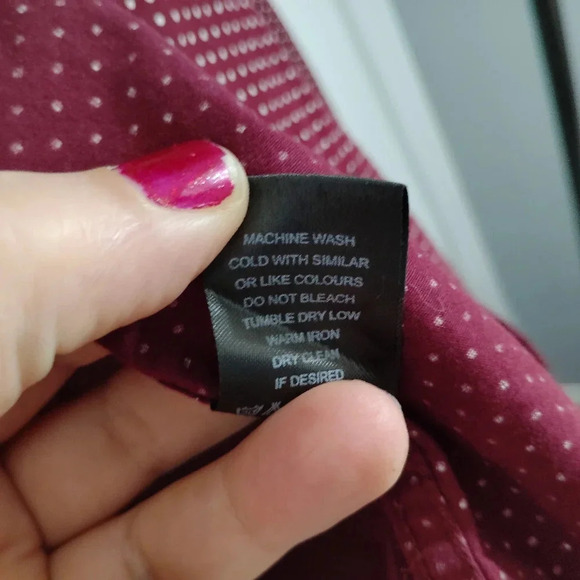 MACHINE WASH
COLD WITH SIMILAR
OR LIKE COLOURS
DO NOT BLEACH
TUMBLE DRY LOW
WARM IRON
DRY CLEAN
IF DESIRED